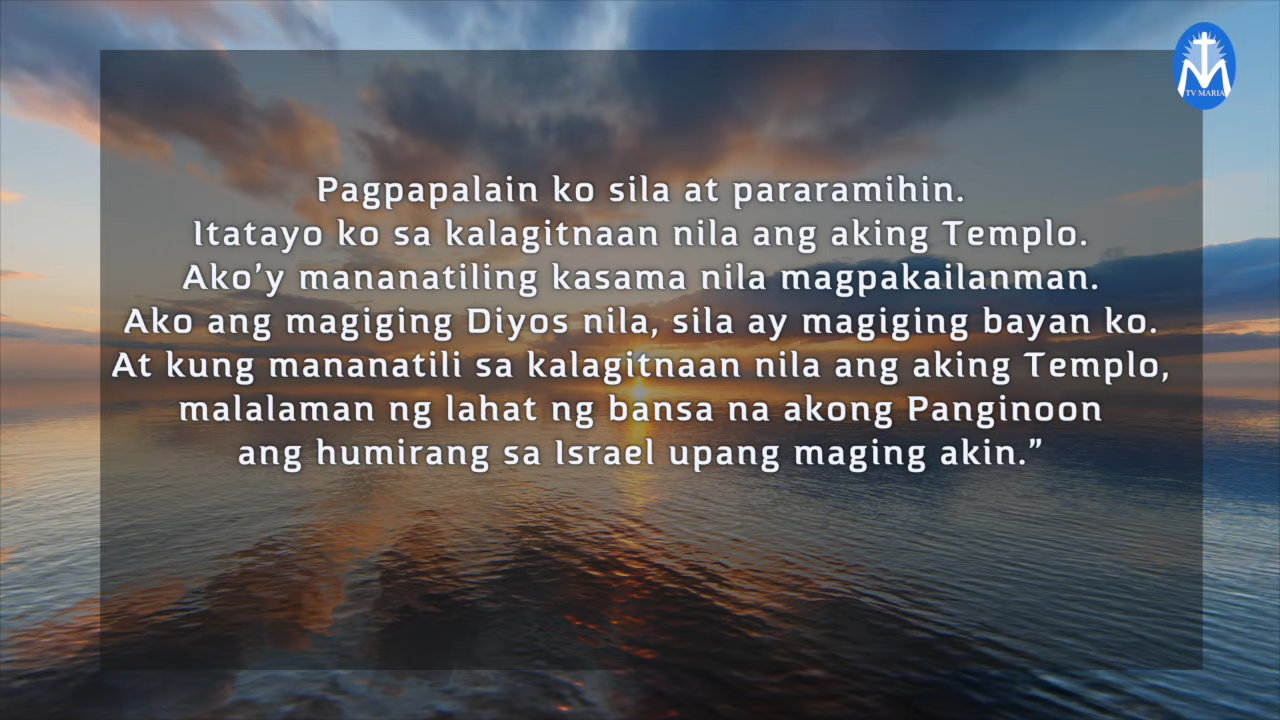 TV MARIA
Pagpapalain ko sila at pararamihin.
Itatayo ko sa kalagitnaan nila ang aking Templo.
Ako’y mananatiling kasama nila magpakailanman.
Ako ang magiging Diyos nila, sila ay magiging bayan ko.
At kung mananatili sa kalagitnaan nila ang aking Templo,
malalaman ng lahat ng bansa na akong Panginoon
ang humirang sa Israel upang maging akin.”